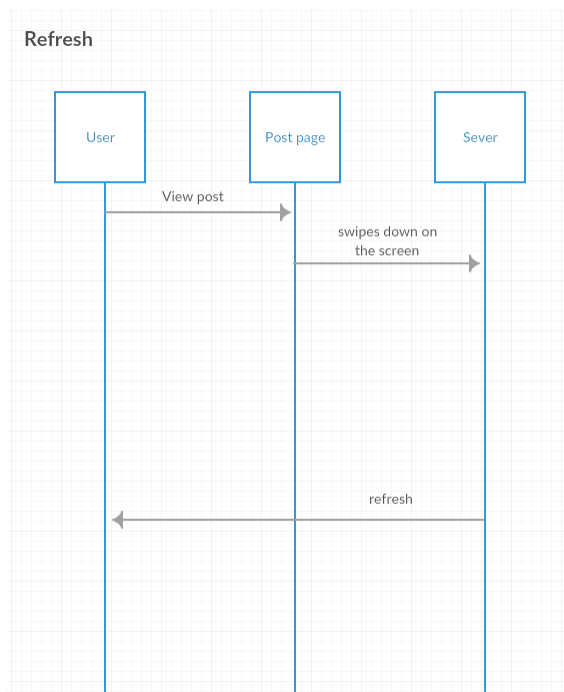 Refresh
User
Post page
Sever
View post
swipes down on
the screen
refresh